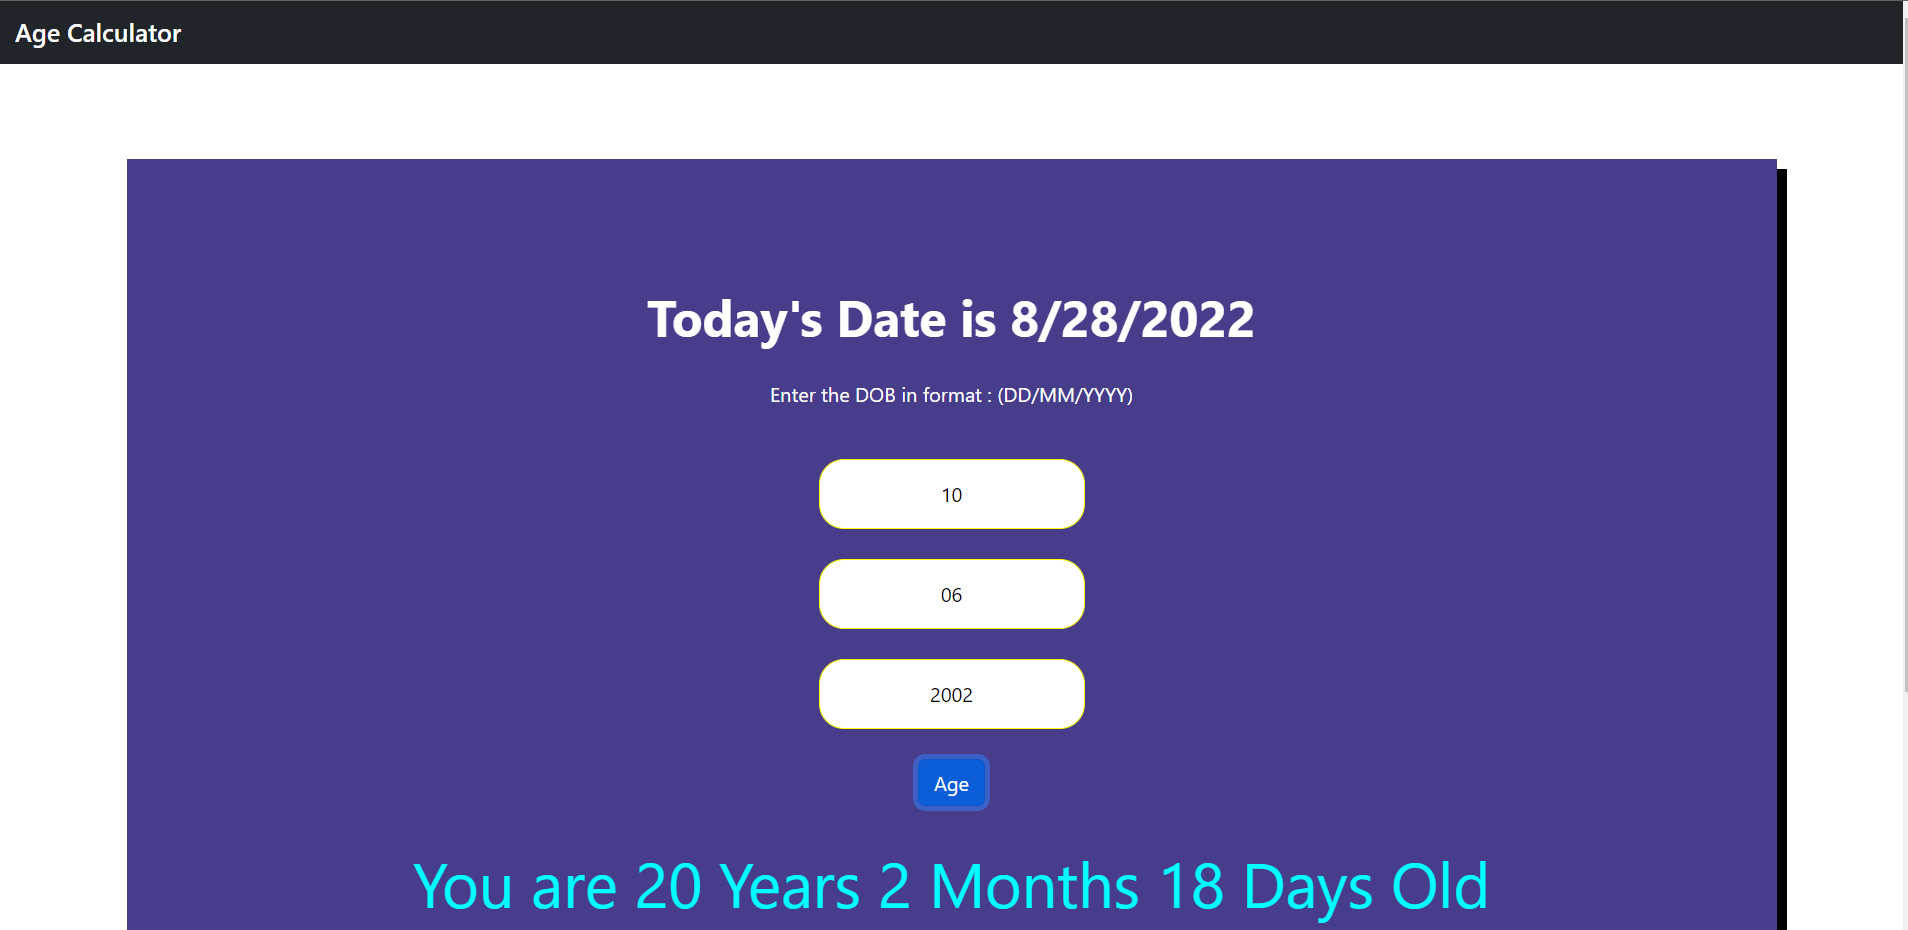 Age Calculator
Today's Date is 8/28/2022
Enter the DOB in format : (DD/MM/YYYY)
10
06
2002
Age
You are 20 Years 2 Months 18 Days Old